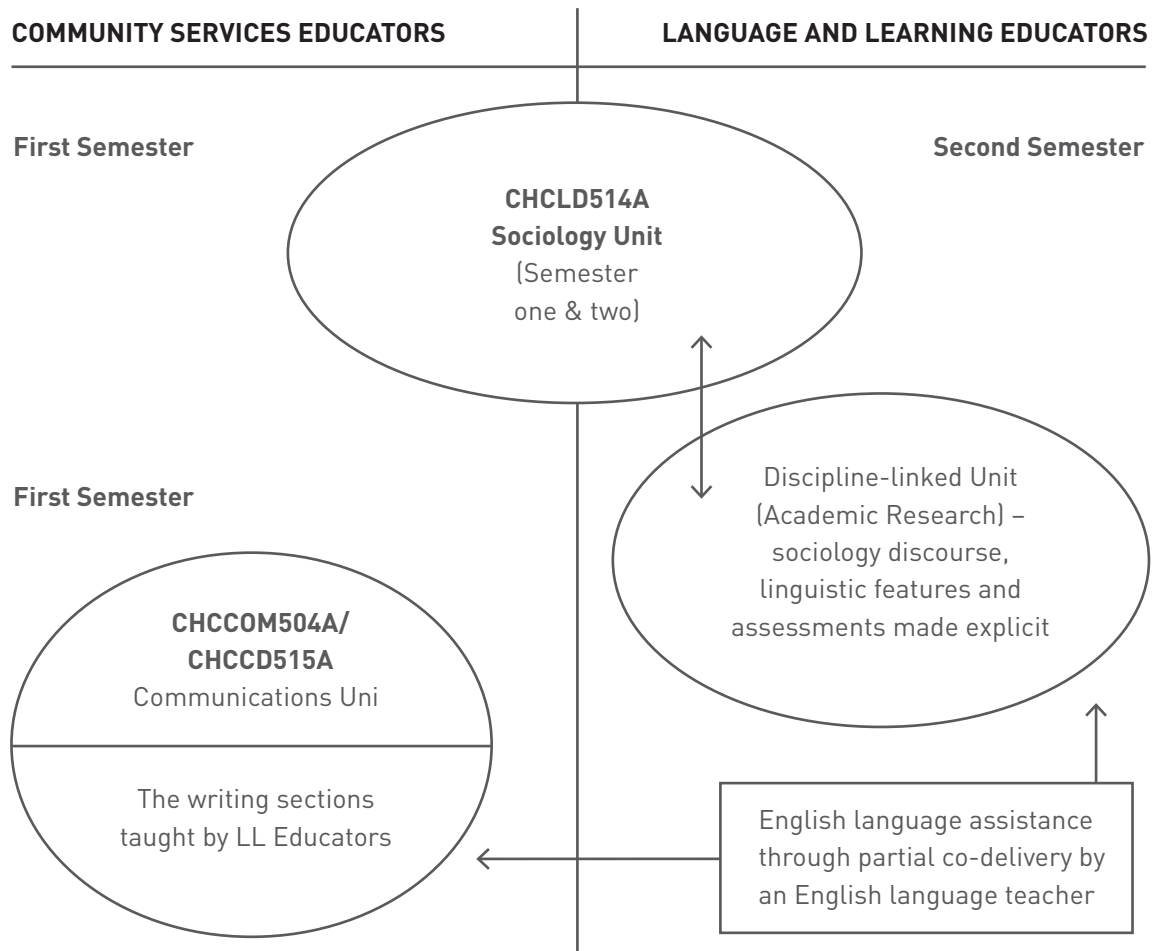 COMMUNITY SERVICES EDUCATORS
LANGUAGE AND LEARNING EDUCATORS
First Semester
Second Semester
CHCLD514A
Sociology Unit
(Semester
one & two)
Discipline-linked Unit
(Academic Research) –
sociology discourse,
linguistic features and
assessments made explicit
First Semester
CHCCOM504A/
CHCCD515A
Communications Uni
The writing sections
taught by LL Educators
English language assistance
through partial co-delivery by
an English language teacher